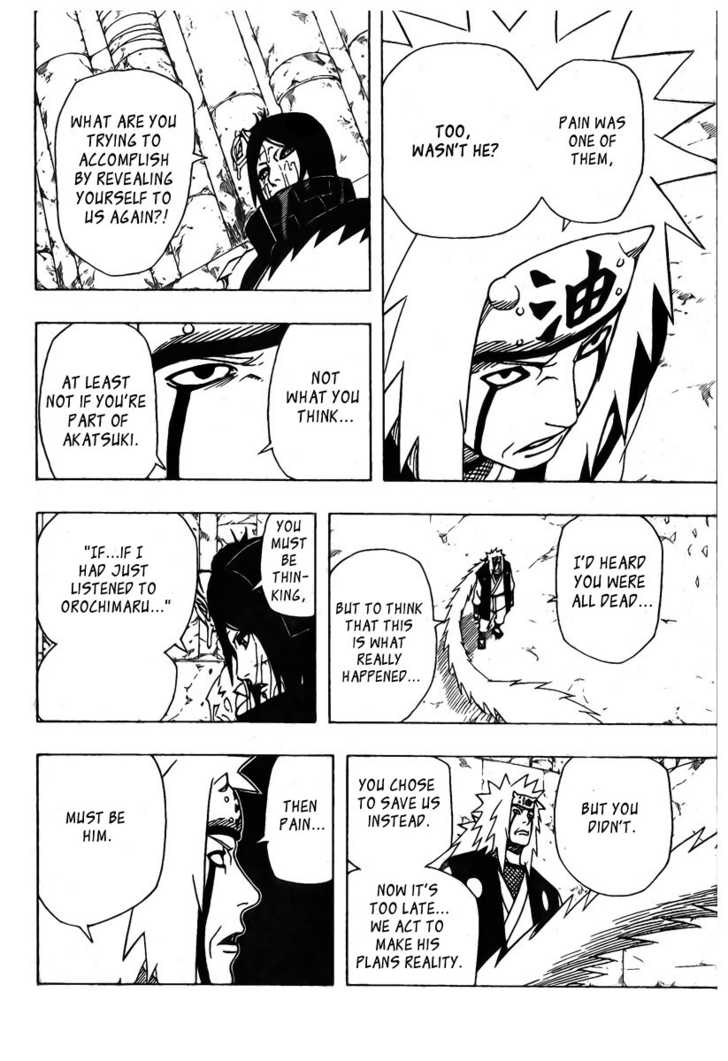 PAIN WAS
ONE OF
THEM,
TOO,
WASN'T HE?
油
WHAT ARE YOU
TRYING TO
ACCOMPLISH
BY REVEALING
YOURSELF TO
US AGAIN?!
NOT
WHAT YOU
THINK...
AT LEAST
NOT IF YOU'RE
PART OF
AKATSUKI.
I'D HEARD
YOU WERE
ALL DEAD...
BUT TO THINK
THAT THIS
IS WHAT
REALLY
HAPPENED...
YOU
MUST
BE
THIN-
KING,
"IF...IF I
HAD JUST
LISTENED TO
OROCHIMARU..."
BUT YOU
DIDN'T.
YOU CHOSE
TO SAVE US
INSTEAD.
NOW IT'S
TOO LATE...
WE ACT TO
MAKE HIS
PLANS REALITY.
THEN
PAIN...
MUST BE
HIM.